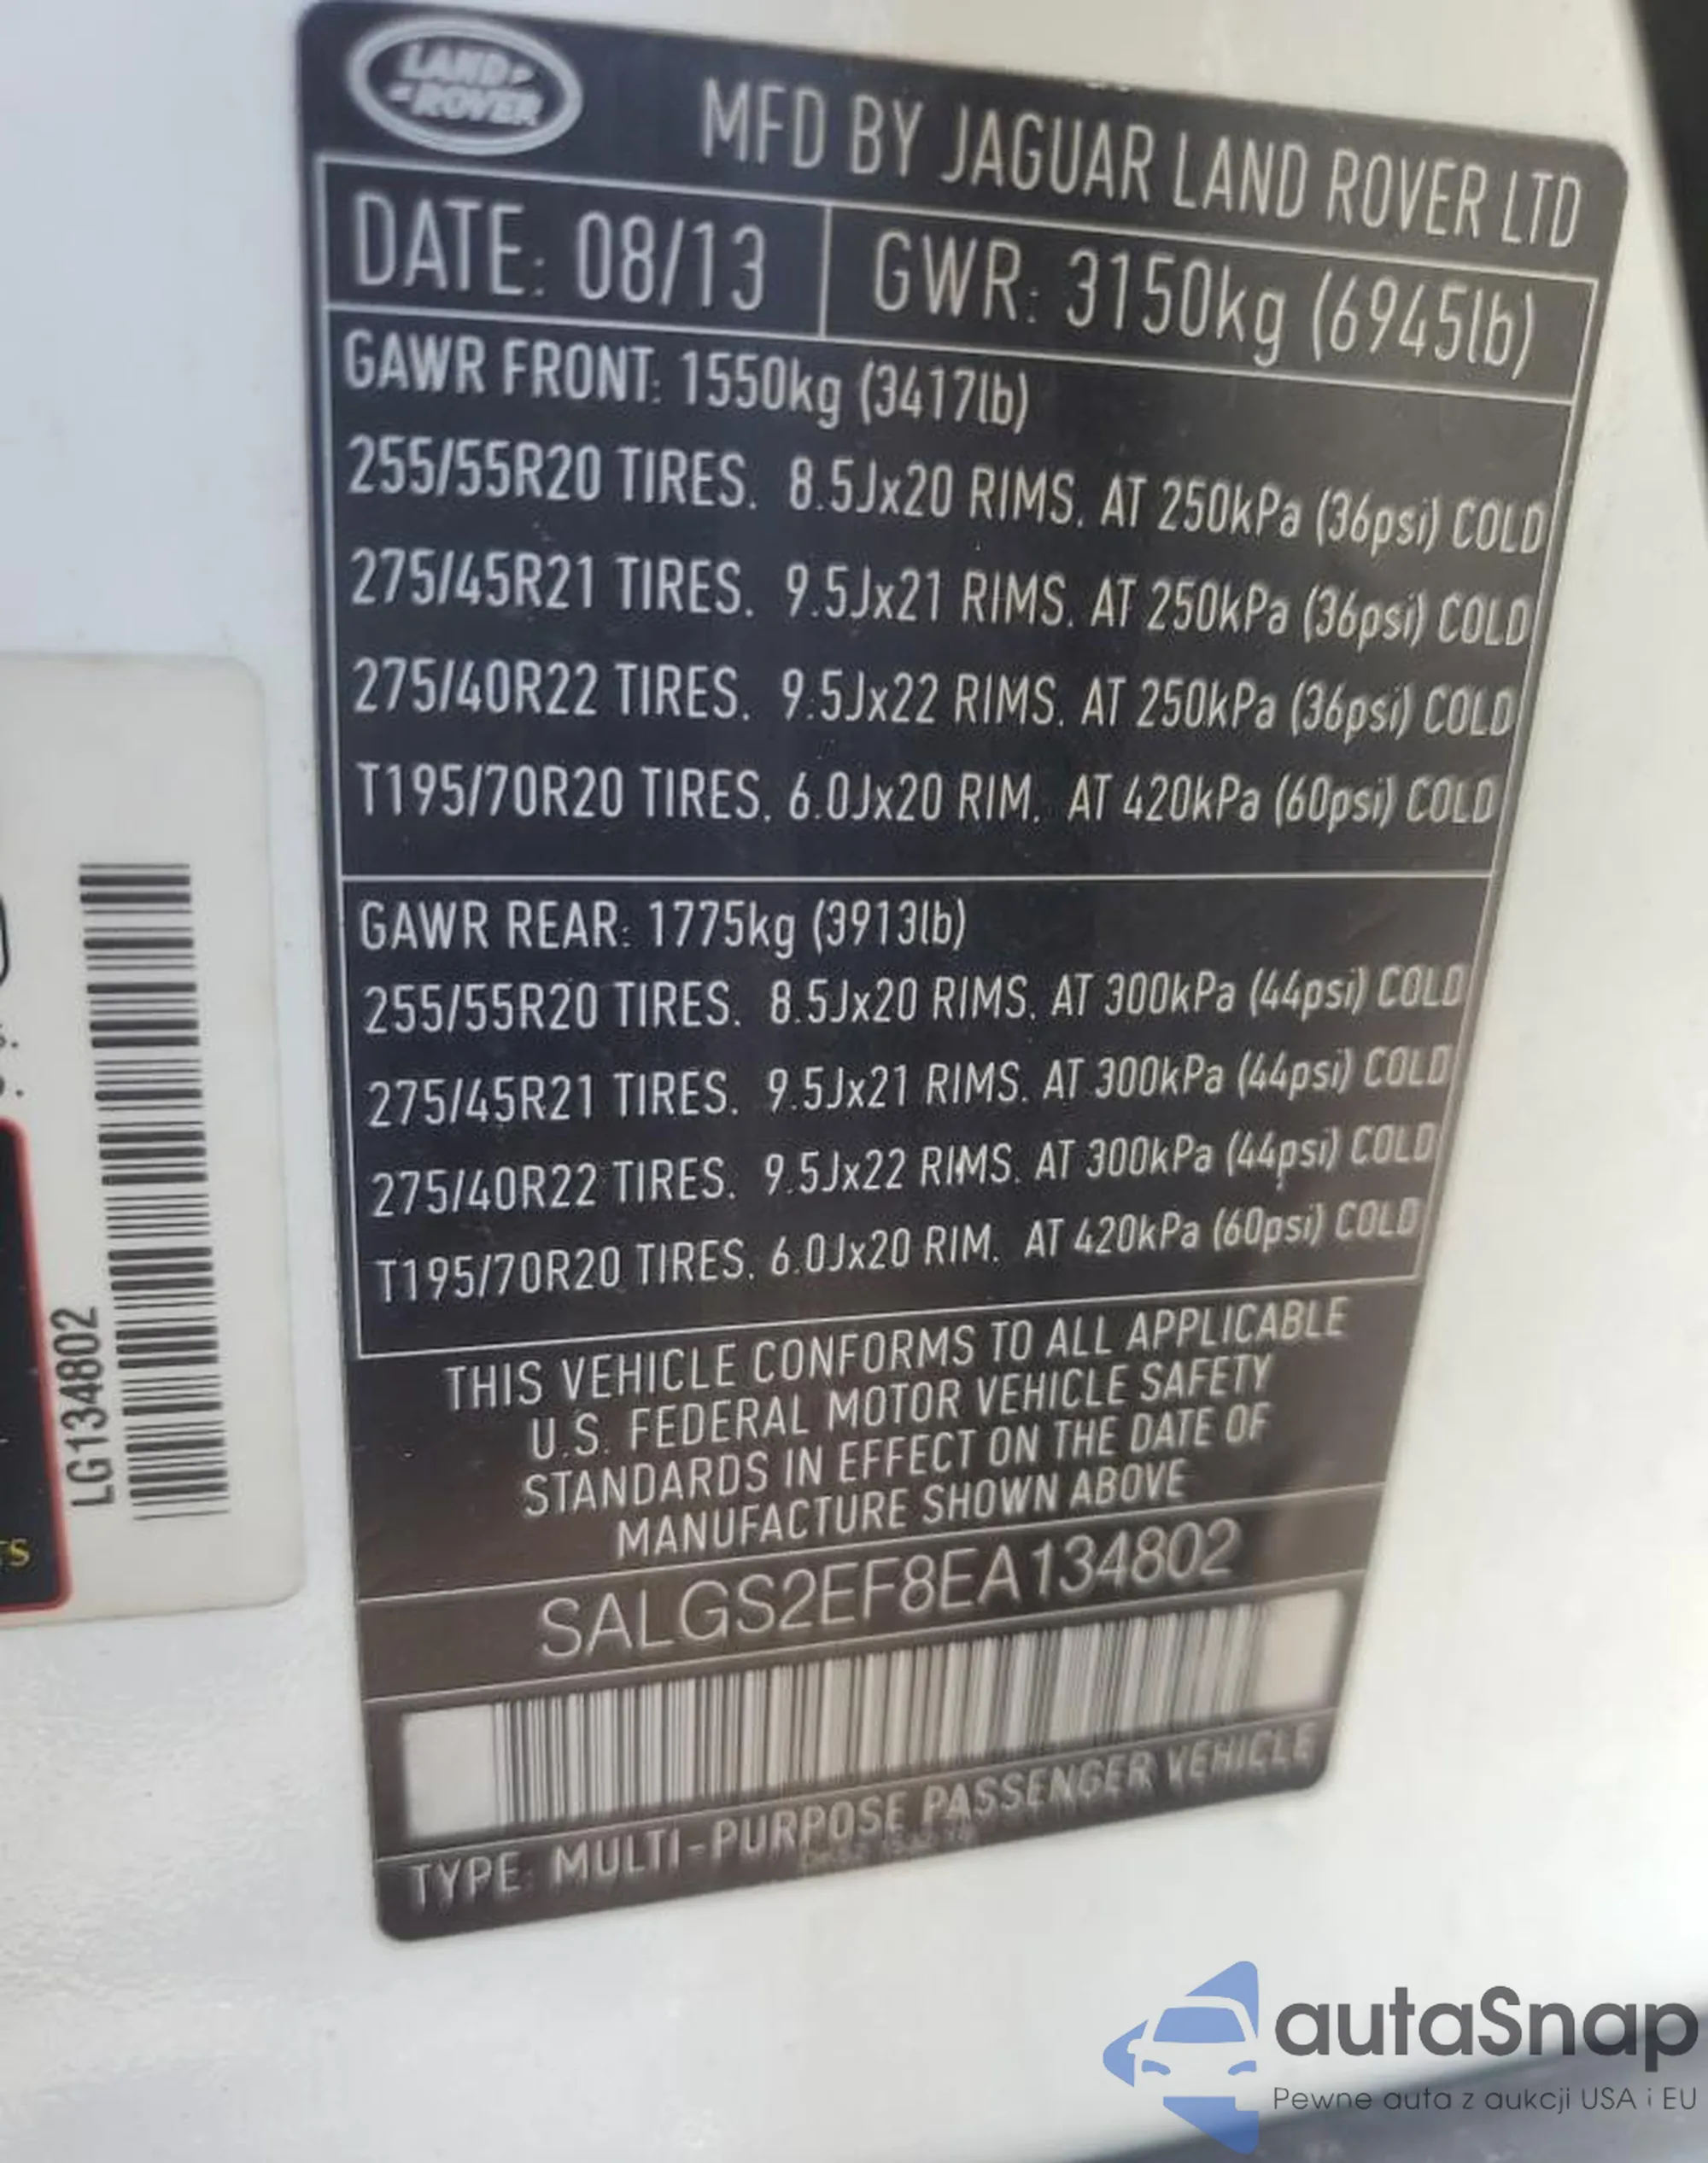 LAND-
-ROVER
MFD BY JAGUAR LAND ROVER LTD
DATE: 08/13
GWR: 3150kg (6945lb)
GAWR FRONT: 1550kg (3417lb)
255/55R20 TIRES. 8.5Jx20 RIMS. AT 250kPa (36psi) COLD
275/45R21 TIRES. 9.5Jx21 RIMS. AT 250kPa (36psi) COLD
275/40R22 TIRES. 9.5Jx22 RIMS. AT 250kPa (36psi) COLD
T195/70R20 TIRES. 6.0Jx20 RIM. AT 420kPa (60psi) COLD
GAWR REAR: 1775kg (3913lb)
255/55R20 TIRES. 8.5Jx20 RIMS. AT 300kPa (44psi) COLD
275/45R21 TIRES. 9.5Jx21 RIMS. AT 300kPa (44psi) COLD
275/40R22 TIRES. 9.5Jx22 RIMS. AT 300kPa (44psi) COLD
T195/70R20 TIRES. 6.0Jx20 RIM. AT 420kPa (60psi) COLD
THIS VEHICLE CONFORMS TO ALL APPLICABLE
U.S. FEDERAL MOTOR VEHICLE SAFETY
STANDARDS IN EFFECT ON THE DATE OF
MANUFACTURE SHOWN ABOVE
SALGS2EF8EA134802
TYPE: MULTI-PURPOSE PASSENGER VEHICLE
LG134802
autaSnap
Pewne auta z aukcji USA i EU